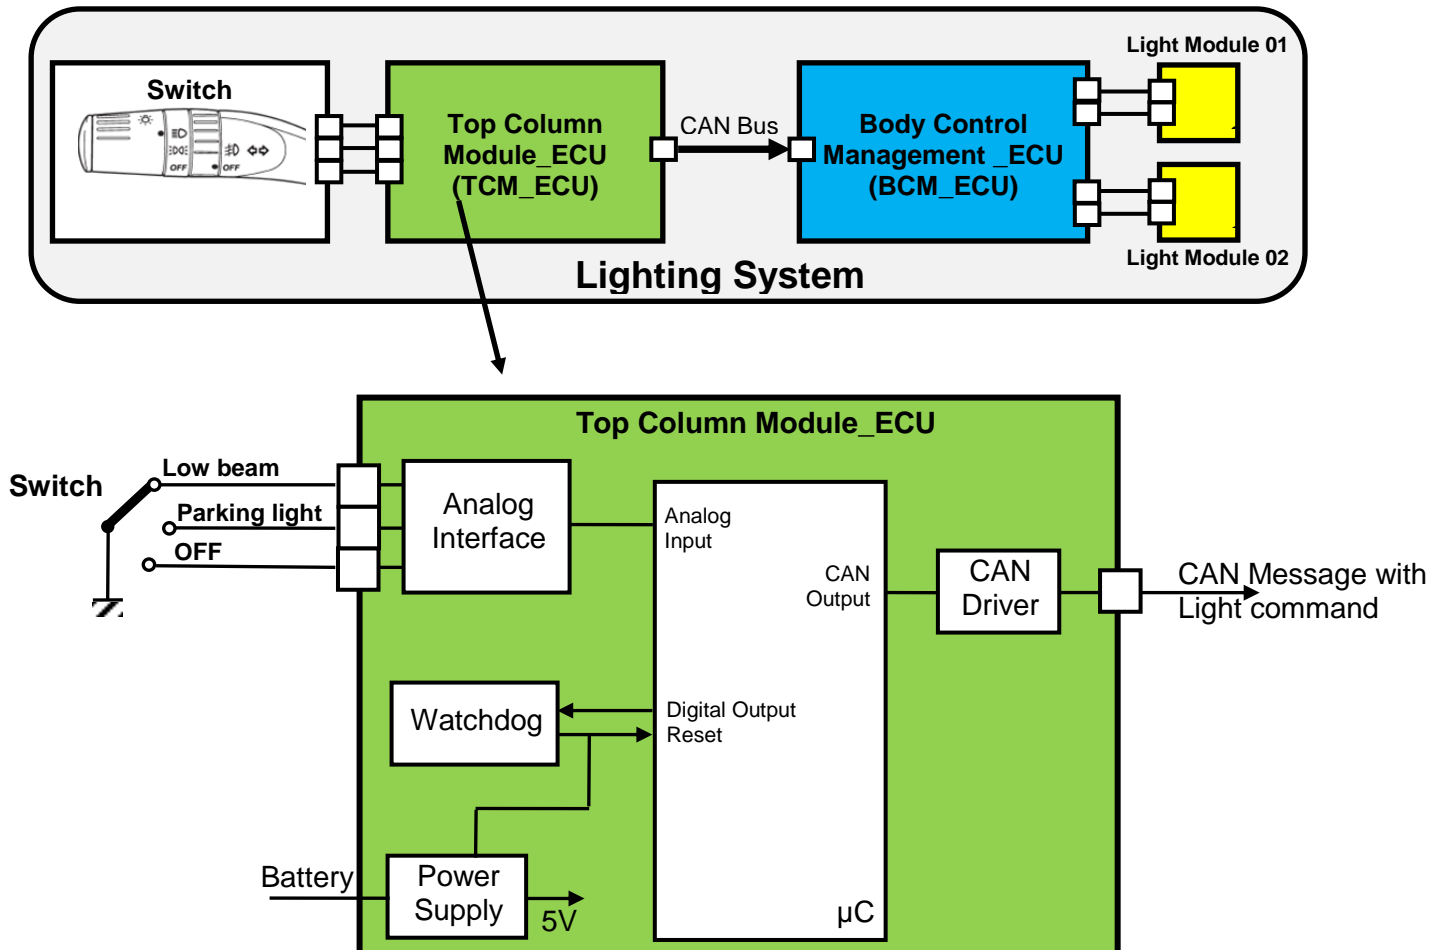 Light Module 01
Switch
OFF
OFF
Top Column
Module_ECU
(TCM_ECU)
CAN Bus
Body Control
Management _ECU
(BCM_ECU)
Light Module 02
Lighting System
Top Column Module_ECU
Switch
Low beam
Parking light
OFF
Analog
Interface
Analog
Input
CAN
Output
CAN
Driver
CAN Message with
Light command
Watchdog
Digital Output
Reset
Battery
Power
Supply
5V
µC